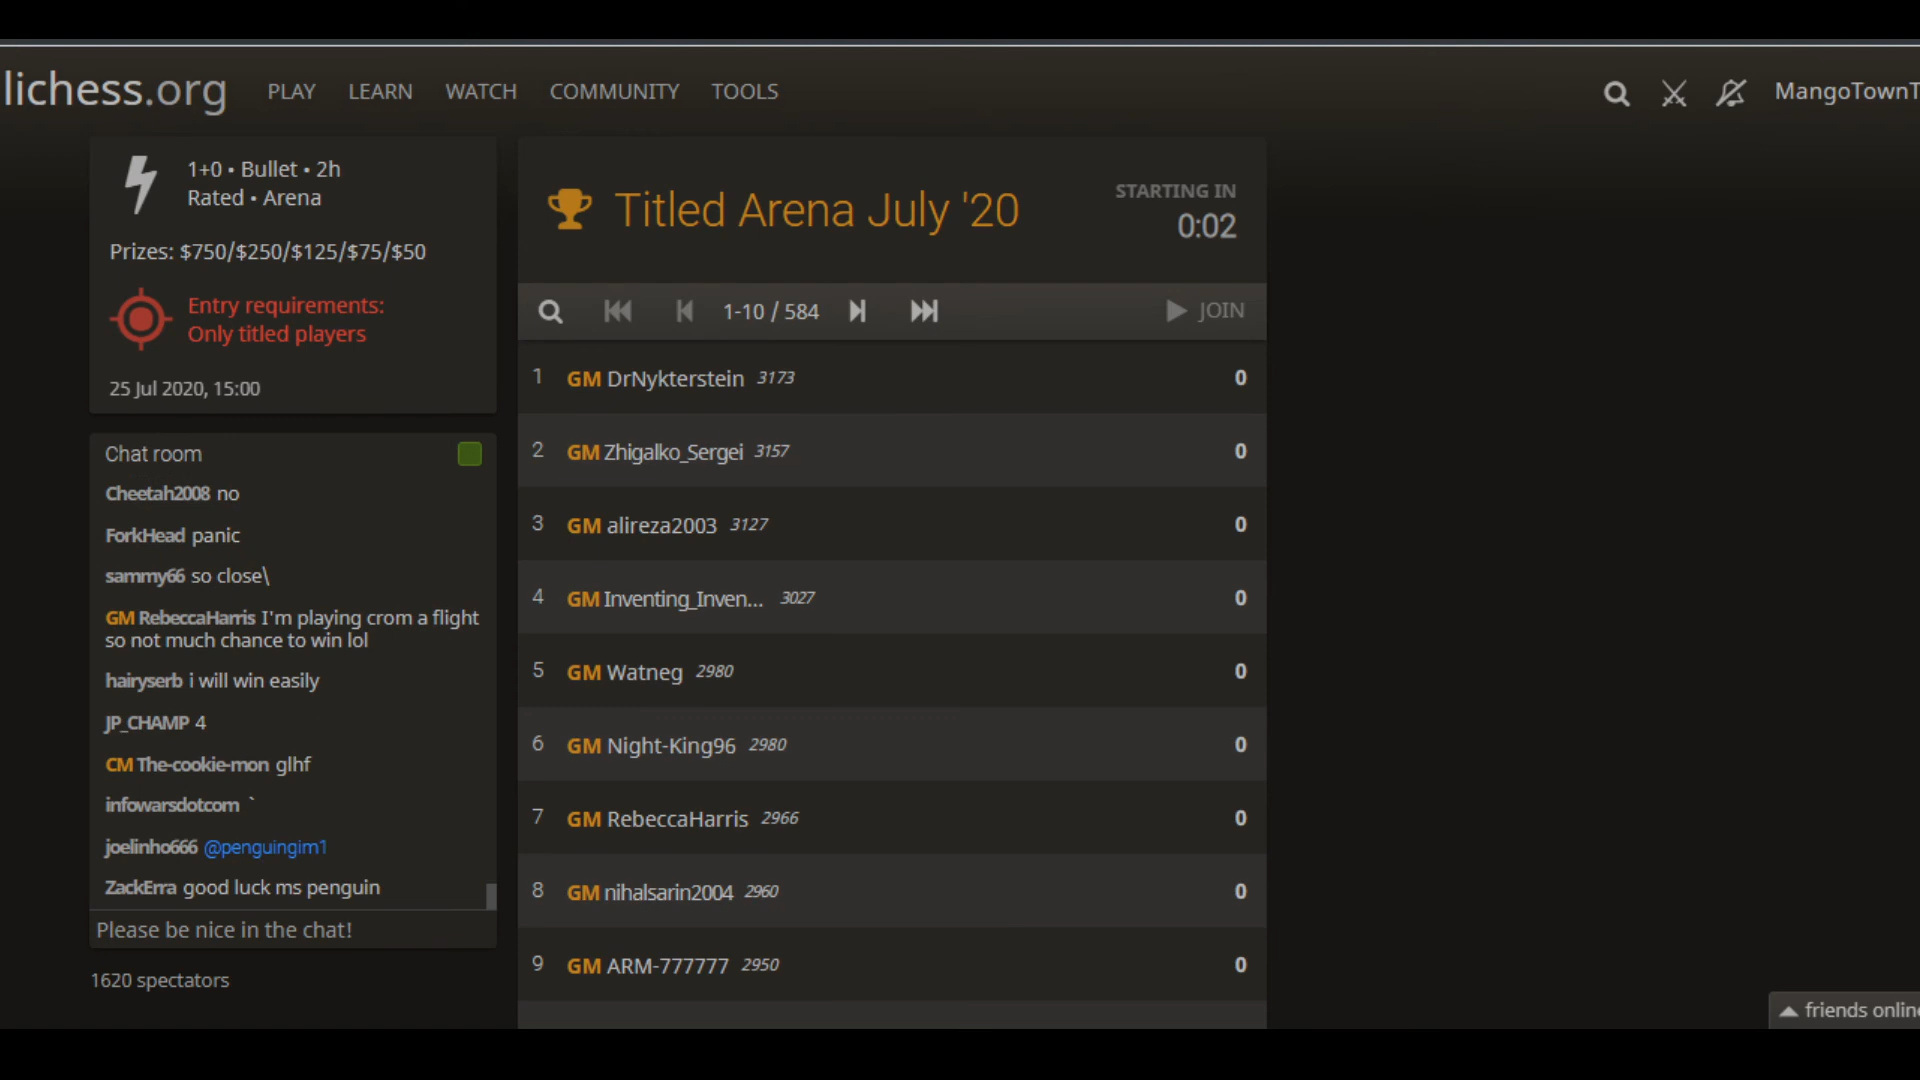 lichess.org PLAY LEARN WATCH COMMUNITY TOOLS MangoTownT
1+0 • Bullet • 2h
Rated • Arena
Prizes: $750/$250/$125/$75/$50
Entry requirements:
Only titled players
25 Jul 2020, 15:00
Chat room
Cheetah2008 no
ForkHead panic
sammy66 so close\
GM RebeccaHarris I'm playing crom a flight
so not much chance to win lol
hairyserb i will win easily
JP_CHAMP 4
CM The-cookie-mon glhf
infowarsdotcom `
joelinho666 @penguingim1
ZackErra good luck ms penguin
Please be nice in the chat!
1620 spectators
Titled Arena July '20
STARTING IN
0:02
1-10 / 584 JOIN
1 GM DrNykterstein 3173 0
2 GM Zhigalko_Sergei 3157 0
3 GM alireza2003 3127 0
4 GM Inventing_Inven... 3027 0
5 GM Watneg 2980 0
6 GM Night-King96 2980 0
7 GM RebeccaHarris 2966 0
8 GM nihalsarin2004 2960 0
9 GM ARM-777777 2950 0
friends online